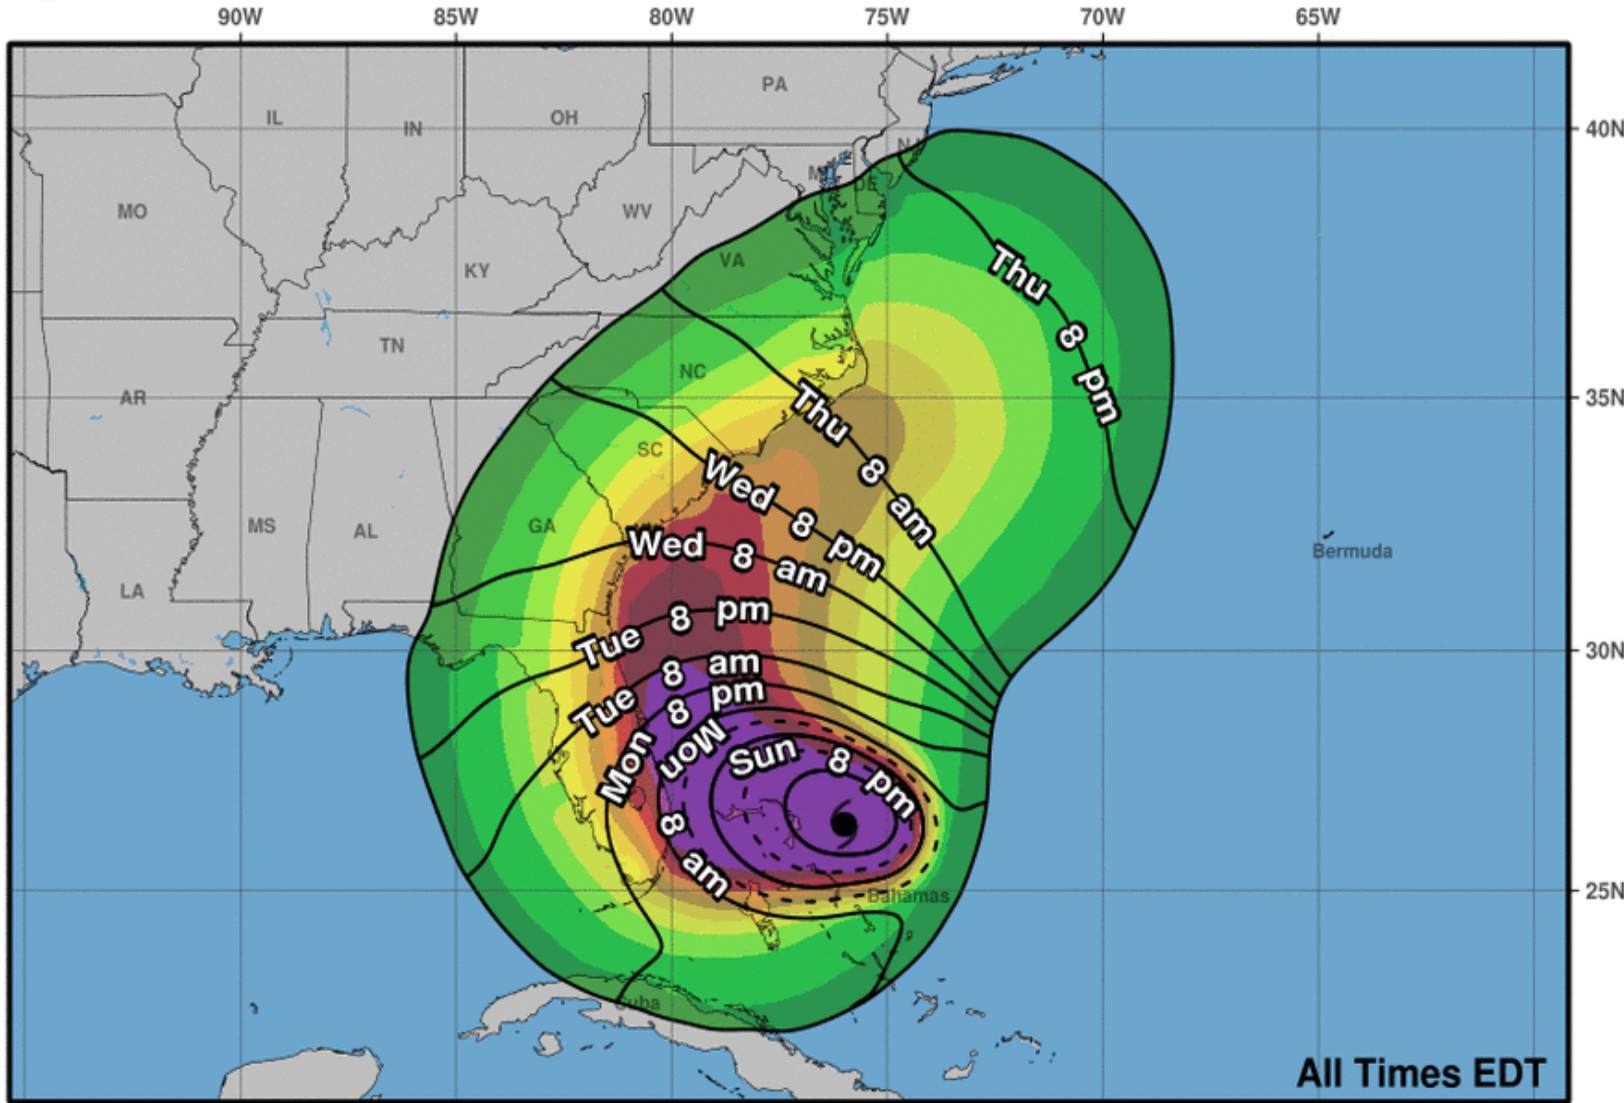 90W 85W 80W 75W 70W 65W
40N
35N
30N
25N
PA
NJ
IL
IN
OH
DE
MO
WV
VA
KY
TN
NC
AR
SC
MS
AL
GA
LA
Bermuda
Bahamas
Cuba
Thu 8 pm
Thu 8 am
Wed 8 pm
Wed 8 am
Tue 8 pm
Tue 8 am
Mon 8 pm
Mon 8 am
Sun 8 pm
All Times EDT